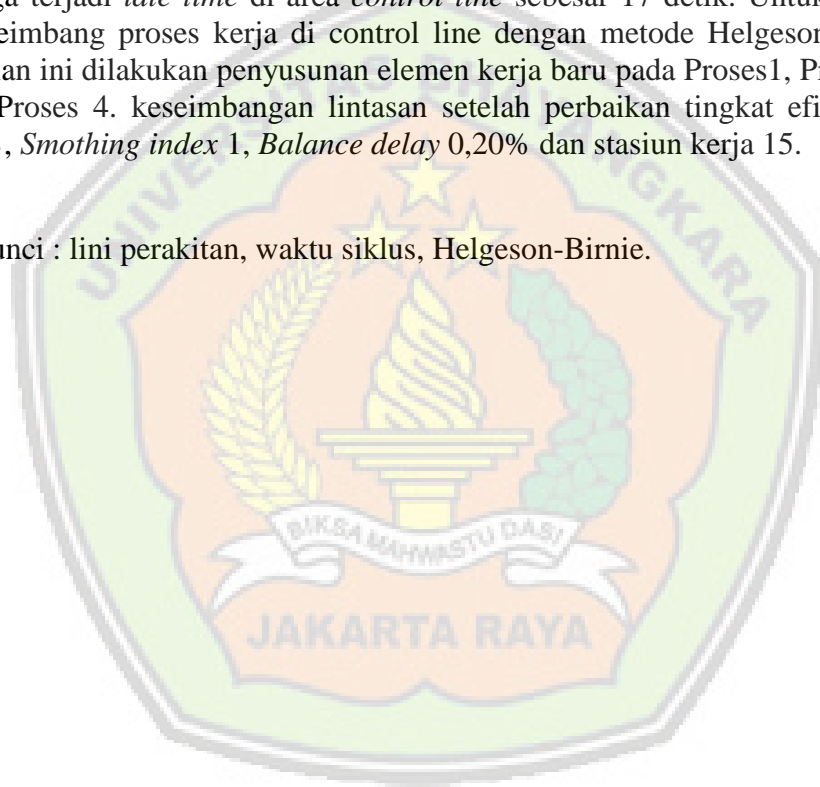 terjadi late time di area control line sebesar 17 detik. Untuk
eimbang proses kerja di control line dengan metode Helgeson
an ini dilakukan penyusunan elemen kerja baru pada Proses1, P
Proses 4. keseimbangan lintasan setelah perbaikan tingkat efi
, Smothing index 1, Balance delay 0,20% dan stasiun kerja 15.
unci : lini perakitan, waktu siklus, Helgeson-Birnie.
UNIVERSITAS BHAYANGKARA
BIKSA MAHWASTU DASI
JAKARTA RAYA